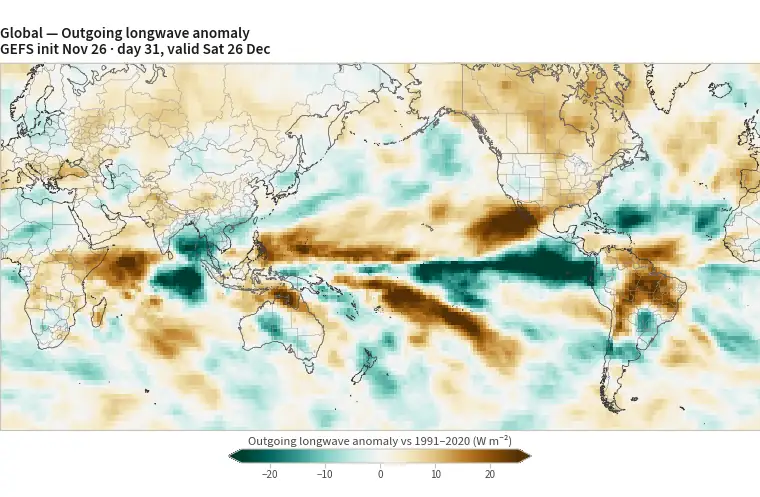 Global — Outgoing longwave anomaly
GEFS init Nov 26 · day 31, valid Sat 26 Dec
Outgoing longwave anomaly vs 1991–2020 (W m⁻²)
−20 −10 0 10 20